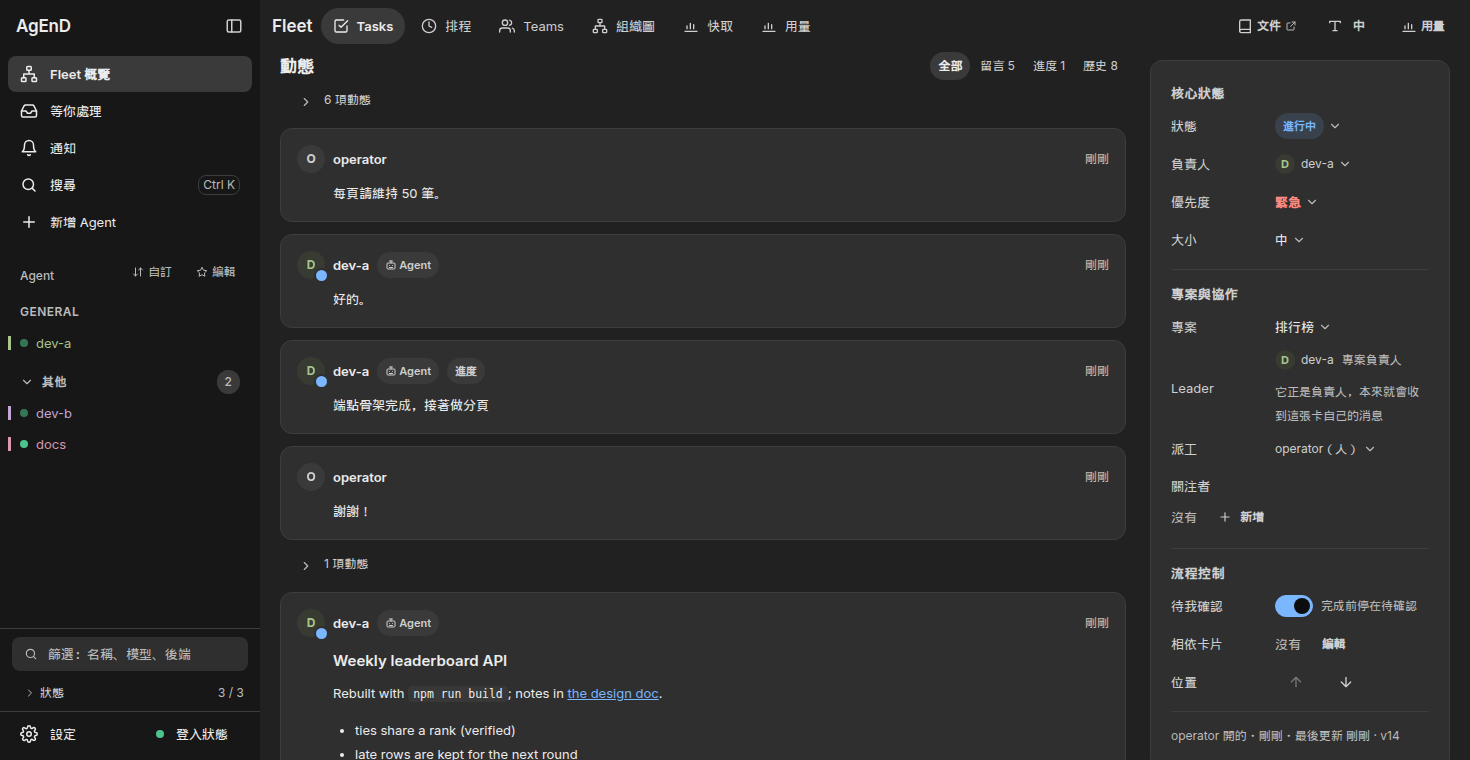 AgEnD
Fleet 概覽
等你處理
通知
搜尋 Ctrl K
新增 Agent
Agent 自訂 編輯
GENERAL
dev-a
其他 2
dev-b
docs
篩選：名稱、模型、後端
狀態 3 / 3
設定 登入狀態
Fleet Tasks 排程 Teams 組織圖 快取 用量 文件 中 用量
動態 全部 留言 5 進度 1 歷史 8
6 項動態
O operator 剛剛
每頁請維持 50 筆。
D dev-a Agent 剛剛
好的。
D dev-a Agent 進度 剛剛
端點骨架完成，接著做分頁
O operator 剛剛
謝謝！
1 項動態
D dev-a Agent 剛剛
Weekly leaderboard API
Rebuilt with npm run build; notes in the design doc.
• ties share a rank (verified)
• late rows are kept for the next round
核心狀態
狀態 進行中
負責人 D dev-a
優先度 緊急
大小 中
專案與協作
專案 排行榜
D dev-a 專案負責人
Leader
它正是負責人，本來就會收
到這張卡自己的消息
派工 operator（人）
關注者
沒有 新增
流程控制
待我確認 完成前停在待確認
相依卡片 沒有 編輯
位置
operator 開的・剛剛・最後更新 剛剛 · v14